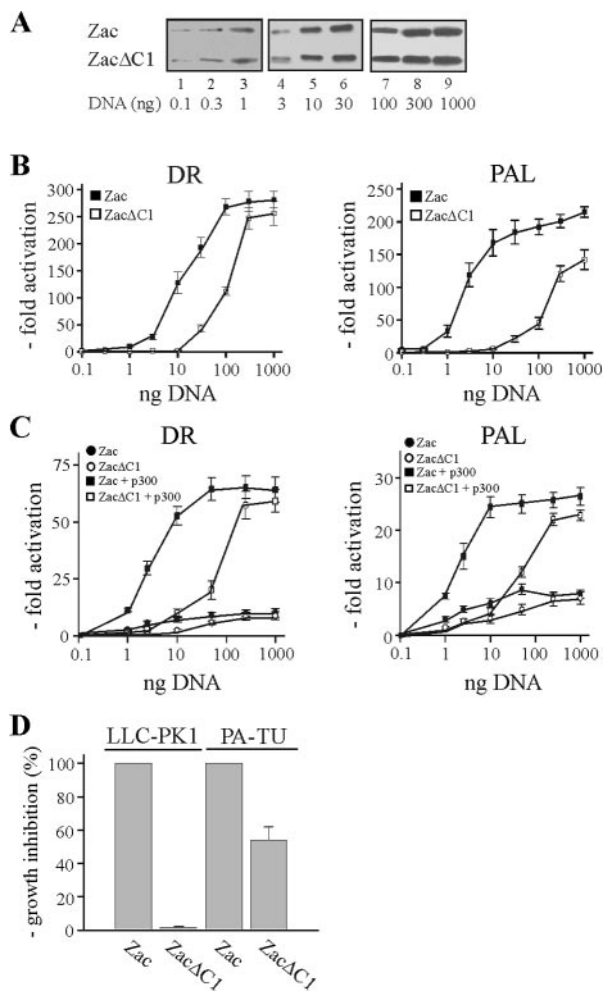 A
Zac
ZacΔC1
1 2 3 4 5 6 7 8 9
DNA (ng) 0.1 0.3 1 3 10 30 100 300 1000
B
DR
Zac
ZacΔC1
- fold activation
300
250
200
150
100
50
0
0.1 1 10 100 1000
ng DNA
PAL
Zac
ZacΔC1
- fold activation
250
200
150
100
50
0
0.1 1 10 100 1000
ng DNA
C
DR
Zac
ZacΔC1
Zac + p300
ZacΔC1 + p300
- fold activation
75
50
25
0
0.1 1 10 100 1000
ng DNA
PAL
Zac
ZacΔC1
Zac + p300
ZacΔC1 + p300
- fold activation
30
20
10
0
0.1 1 10 100 1000
ng DNA
D
LLC-PK1 PA-TU
- growth inhibition (%)
100
80
60
40
20
0
Zac ZacΔC1 Zac ZacΔC1